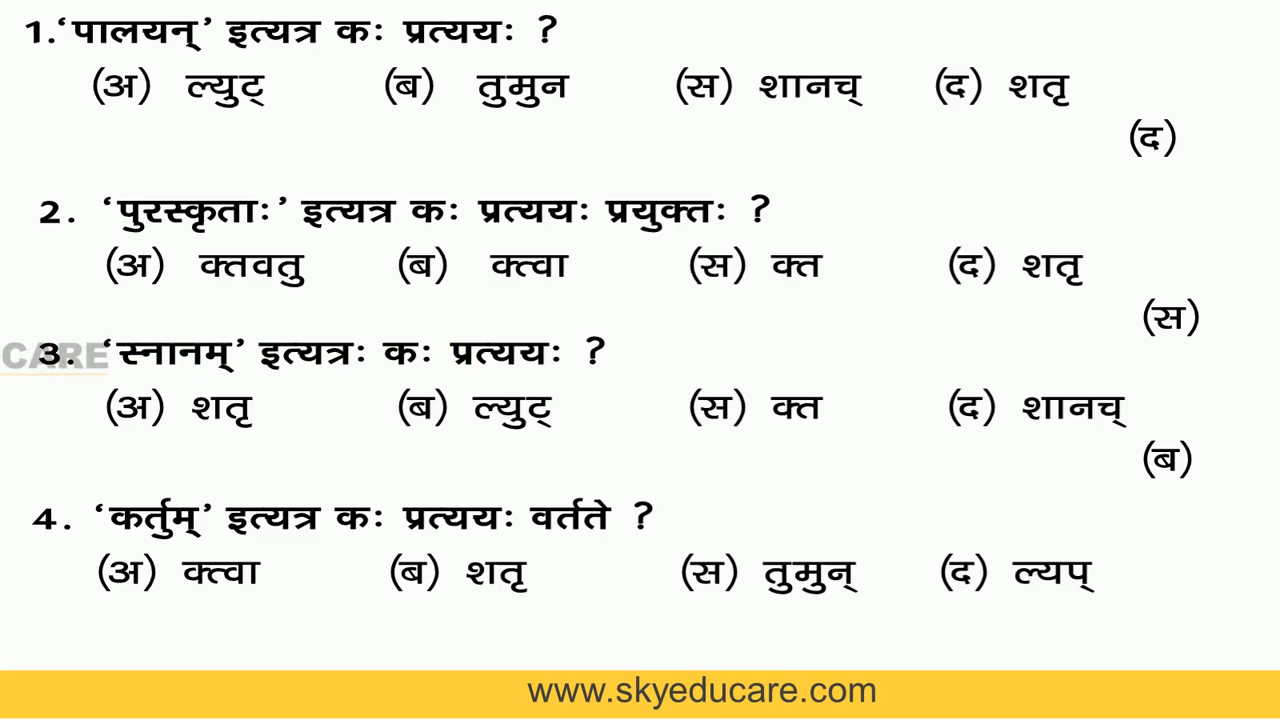 1.‘पालयन्’ इत्यत्र कः प्रत्ययः ?
(अ) ल्युट् (ब) तुमुन (स) शानच् (द) शतृ
(द)
2. ‘पुरस्कृताः’ इत्यत्र कः प्रत्ययः प्रयुक्तः ?
(अ) क्तवतु (ब) क्त्वा (स) क्त (द) शतृ
(स)
CARE
3. ‘स्नानम्’ इत्यत्रः कः प्रत्ययः ?
(अ) शतृ (ब) ल्युट् (स) क्त (द) शानच्
(ब)
4. ‘कर्तुम्’ इत्यत्र कः प्रत्ययः वर्तते ?
(अ) क्त्वा (ब) शतृ (स) तुमुन् (द) ल्यप्
www.skyeducare.com